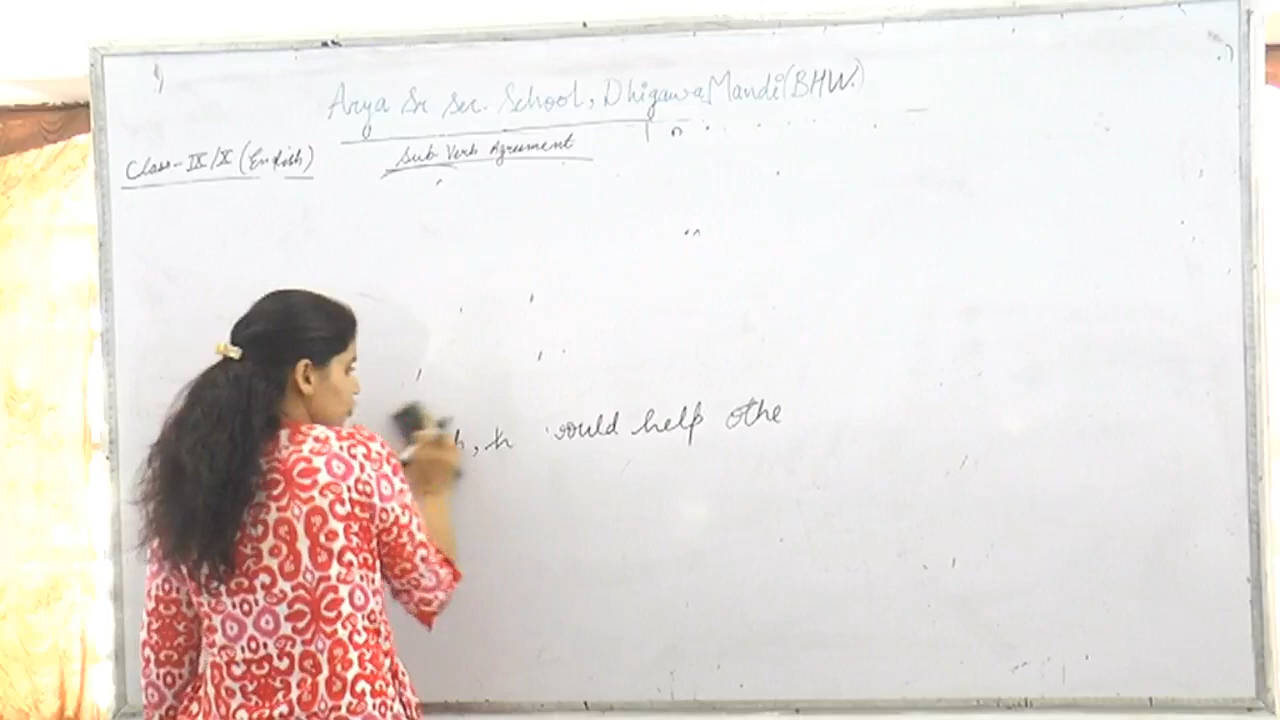 Arya Sr Sec. School, Dhigawa Mandi (BHW.)
Class-IX/X (English)
Sub Verb Agreement
would help othe